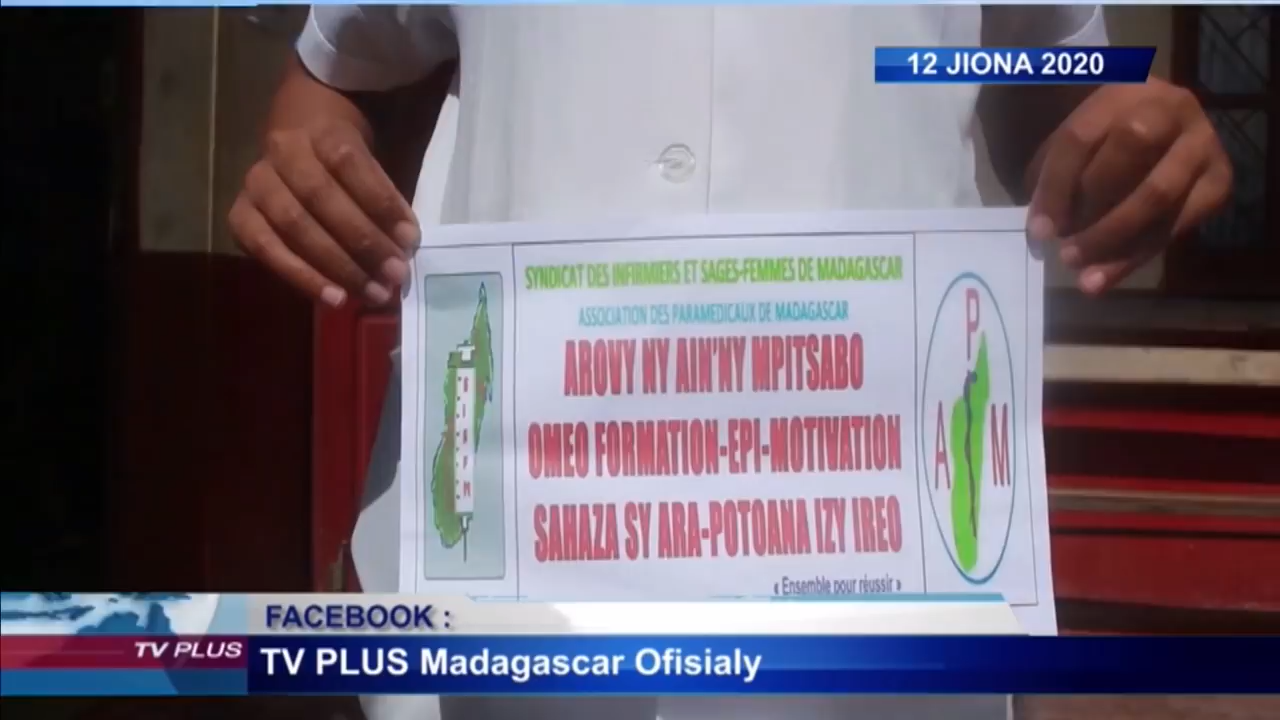 12 JIONA 2020
SYNDICAT DES INFIRMIERS ET SAGES-FEMMES DE MADAGASCAR
ASSOCIATION DES PARAMEDICAUX DE MADAGASCAR
AROVY NY AIN'NY MPITSABO
OMEO FORMATION-EPI-MOTIVATION
SAHAZA SY ARA-POTOANA IZY IREO
« Ensemble pour réussir »
P
A M
FACEBOOK :
TV PLUS
TV PLUS Madagascar Ofisialy